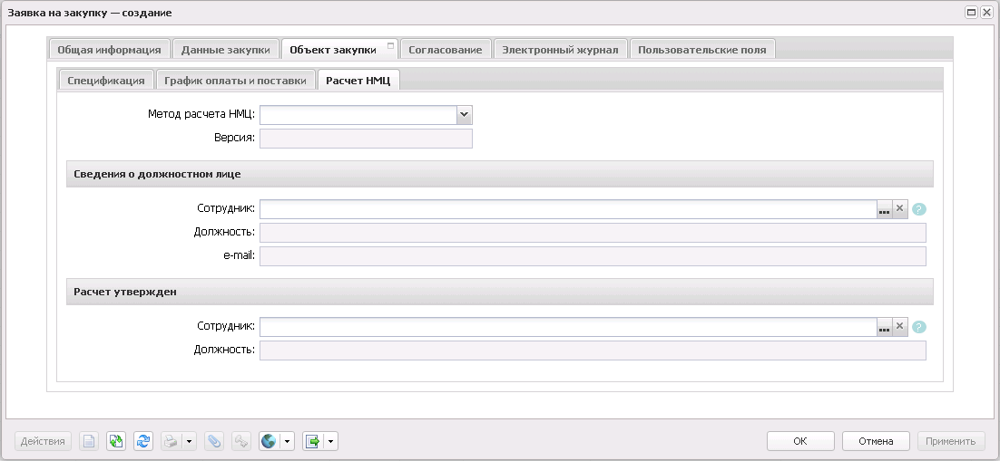 Заявка на закупку — создание
Общая информация Данные закупки Объект закупки Согласование Электронный журнал Пользовательские поля
Спецификация График оплаты и поставки Расчет НМЦ
Метод расчета НМЦ:
Версия:
Сведения о должностном лице
Сотрудник: ... ?
Должность:
e-mail:
Расчет утвержден
Сотрудник: ... ?
Должность:
Действия ОК Отмена Применить